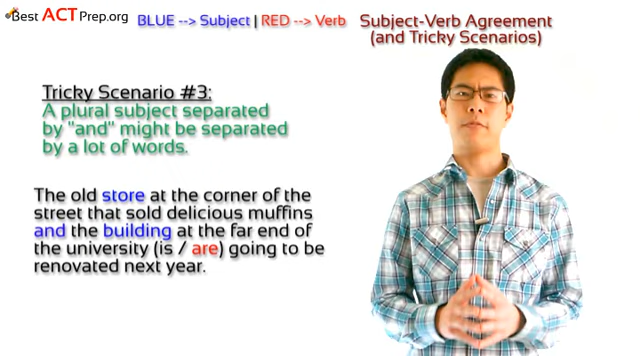 Best ACT Prep.org
BLUE --> Subject | RED --> Verb
Subject-Verb Agreement
(and Tricky Scenarios)
Tricky Scenario #3:
A plural subject separated
by "and" might be separated
by a lot of words.
The old store at the corner of the
street that sold delicious muffins
and the building at the far end of
the university (is / are) going to be
renovated next year.